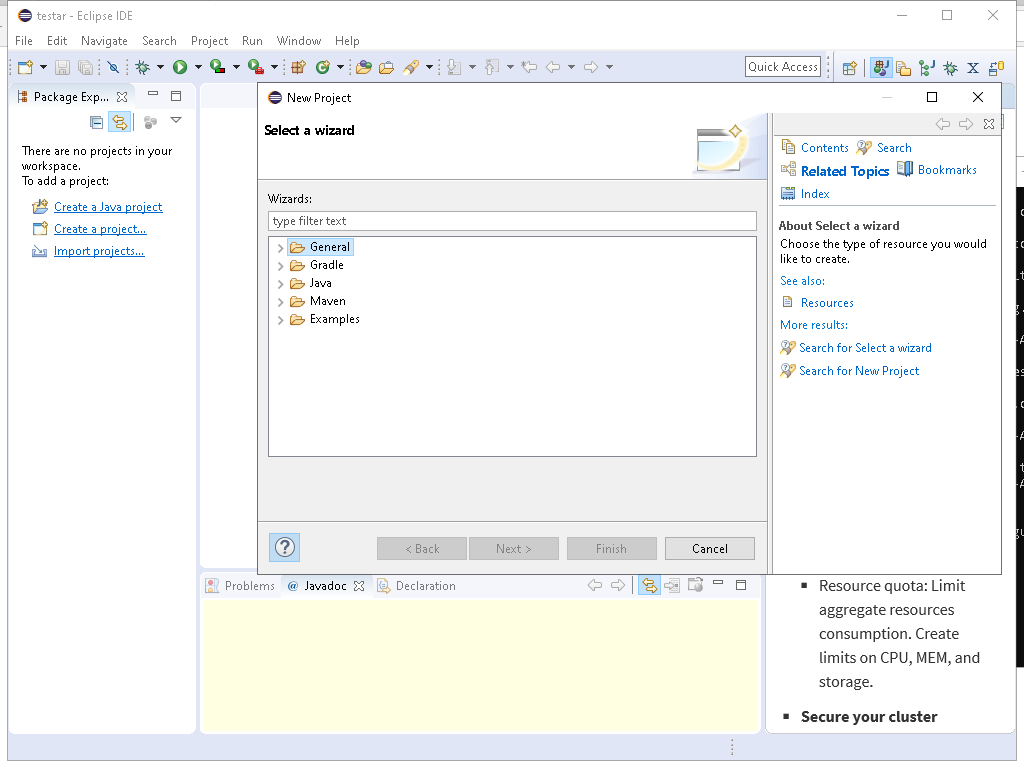 testar - Eclipse IDE
File Edit Navigate Search Project Run Window Help
Quick Access
Package Exp...
There are no projects in your
workspace.
To add a project:
Create a Java project
Create a project...
Import projects...
New Project
Select a wizard
Wizards:
type filter text
General
Gradle
Java
Maven
Examples
< Back Next > Finish Cancel
Contents Search
Related Topics Bookmarks
Index
About Select a wizard
Choose the type of resource you would
like to create.
See also:
Resources
More results:
Search for Select a wizard
Search for New Project
Problems @ Javadoc Declaration
Resource quota: Limit
aggregate resources
consumption. Create
limits on CPU, MEM, and
storage.
Secure your cluster